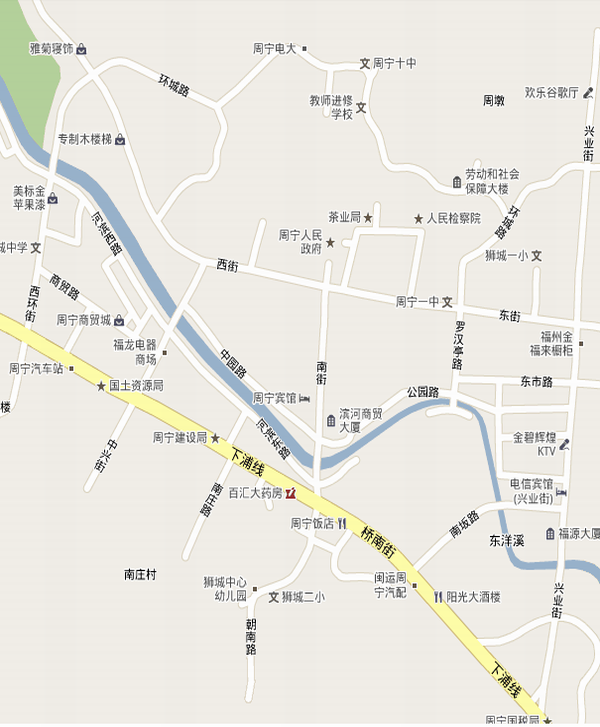 雅菊寝饰
周宁电大
周宁十中
环城路
教师进修
学校
周墩
欢乐谷歌厅
兴业街
专制木楼梯
劳动和社会
保障大楼
美标金
苹果漆
河滨西路
茶业局
人民检察院
环城路
周宁人民
政府
城中学
狮城一小
西街
西环街
商贸路
周宁一中
东街
周宁商贸城
罗汉亭路
福州金
福来橱柜
福龙电器
商场
中园路
南街
周宁汽车站
国土资源局
东市路
公园路
周宁宾馆
楼
滨河商贸
大厦
河滨东路
周宁建设局
金碧辉煌
KTV
中兴街
下浦线
电信宾馆
(兴业街)
南庄路
百汇大药房
周宁饭店
南坂路
桥南街
东洋溪
福源大厦
南庄村
狮城中心
幼儿园
狮城二小
闽运周
宁汽配
阳光大酒楼
兴业街
朝南路
下浦线
周宁国税局